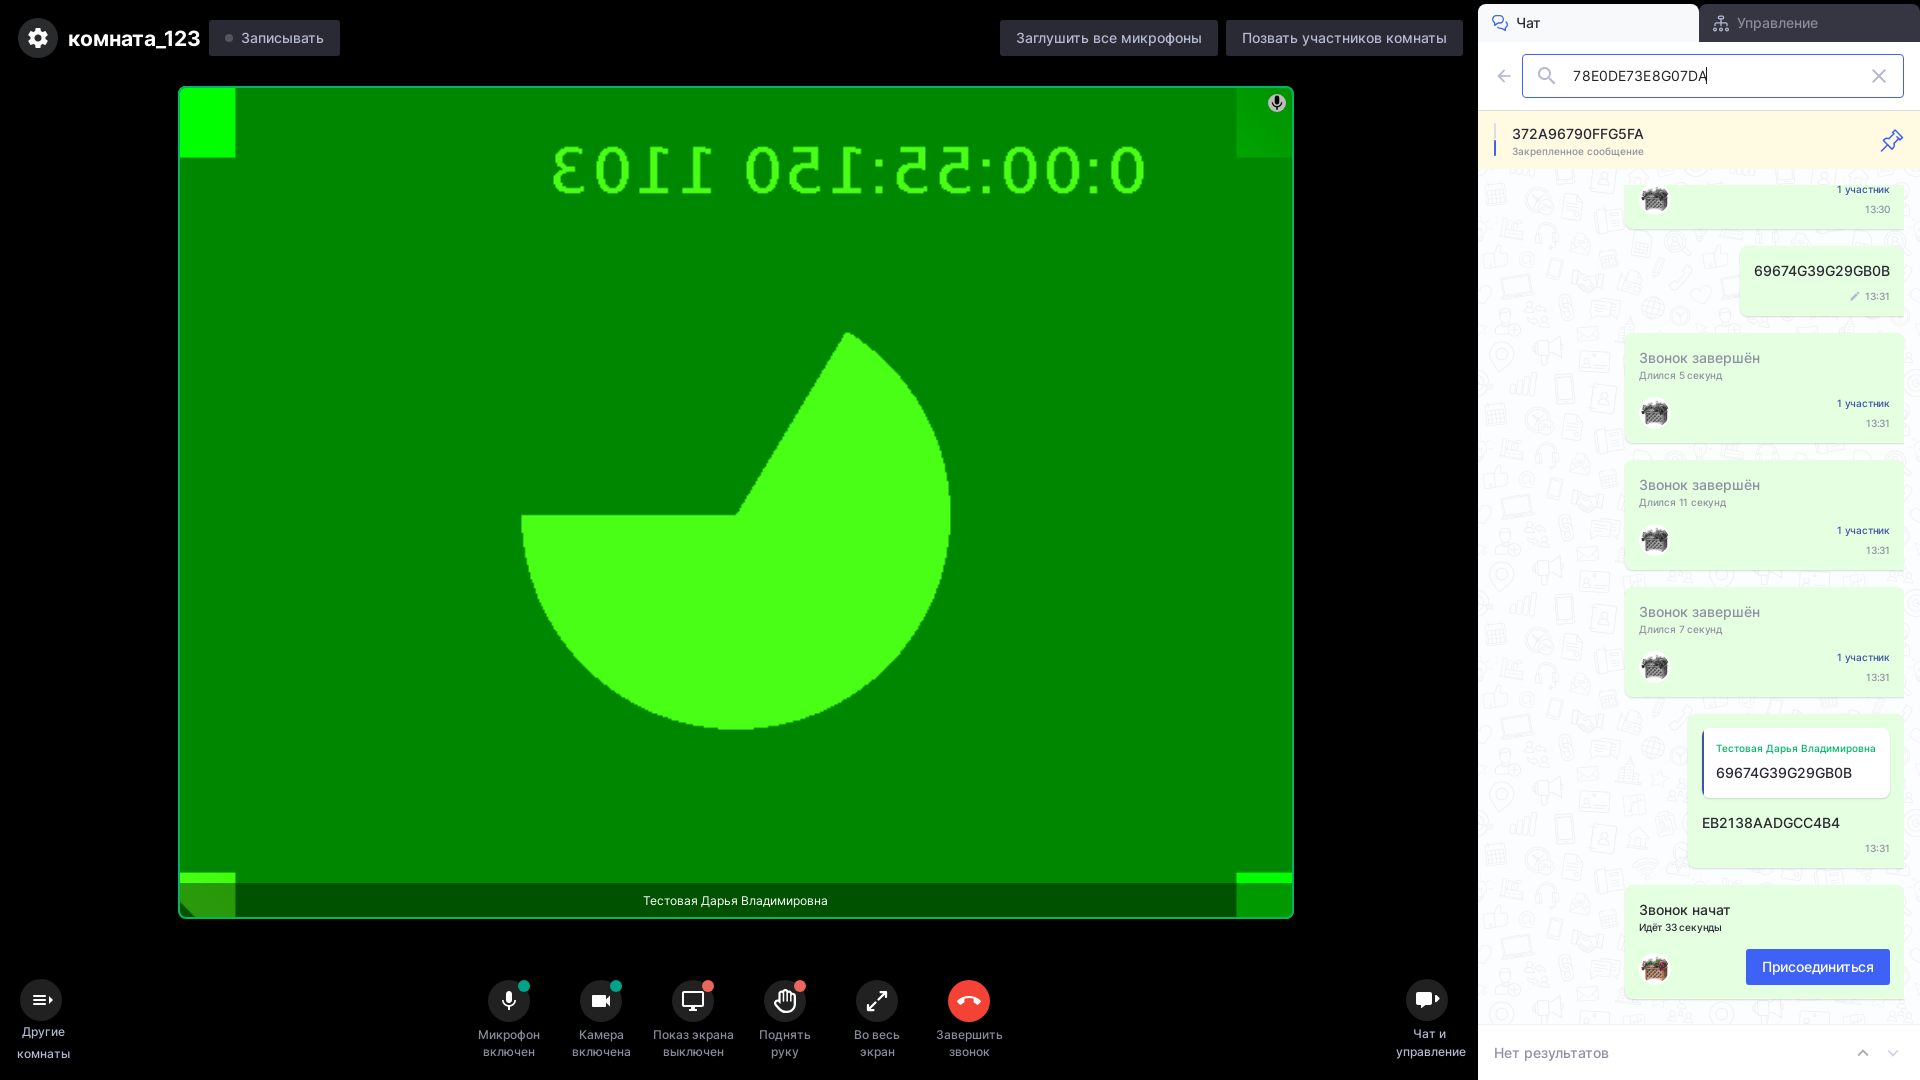 комната_123
Записывать
Заглушить все микрофоны
Позвать участников комнаты
0:00:55:150 1103
Тестовая Дарья Владимировна
Другие
комнаты
Микрофон
включен
Камера
включена
Показ экрана
выключен
Поднять
руку
Во весь
экран
Завершить
звонок
Чат и
управление
Чат
Управление
78E0DE73E8G07DA
372A96790FFG5FA
Закрепленное сообщение
1 участник
13:30
69674G39G29GB0B
13:31
Звонок завершён
Длился 5 секунд
1 участник
13:31
Звонок завершён
Длился 11 секунд
1 участник
13:31
Звонок завершён
Длился 7 секунд
1 участник
13:31
Тестовая Дарья Владимировна
69674G39G29GB0B
EB2138AADGCC4B4
13:31
Звонок начат
Идёт 33 секунды
Присоединиться
Нет результатов